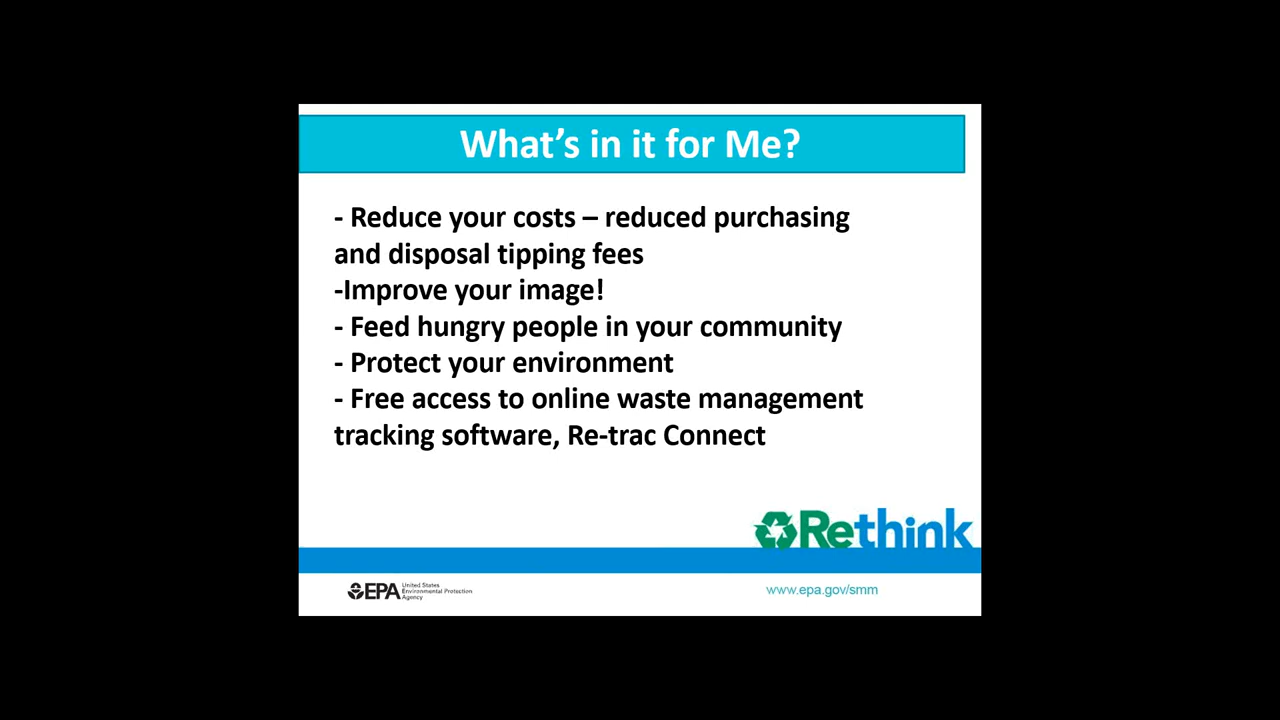 What's in it for Me?
- Reduce your costs – reduced purchasing
and disposal tipping fees
-Improve your image!
- Feed hungry people in your community
- Protect your environment
- Free access to online waste management
tracking software, Re-trac Connect
Rethink
EPA
United States
Environmental Protection
Agency
www.epa.gov/smm